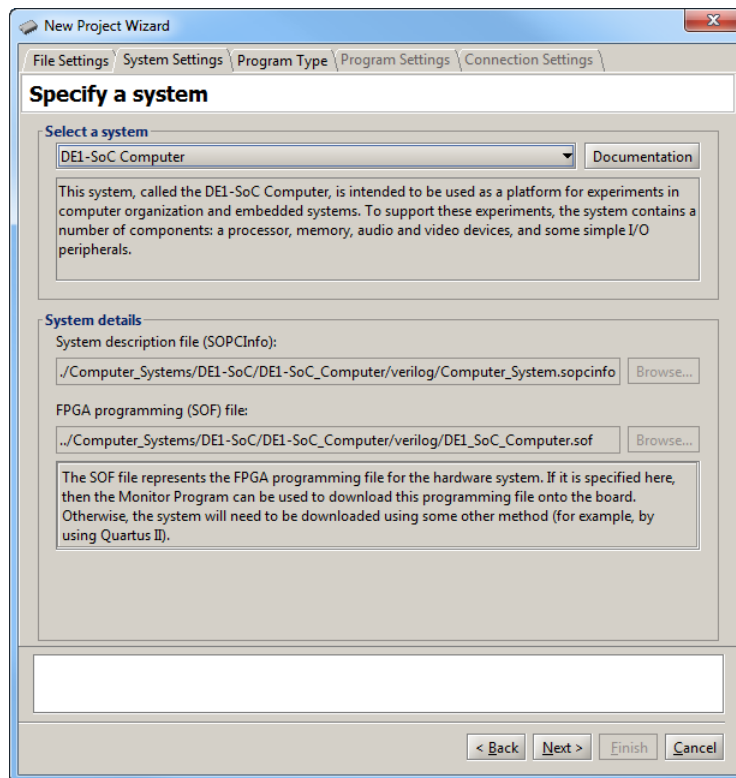 New Project Wizard
File Settings System Settings Program Type Program Settings Connection Settings
Specify a system
Select a system
DE1-SoC Computer Documentation
This system, called the DE1-SoC Computer, is intended to be used as a platform for experiments in
computer organization and embedded systems. To support these experiments, the system contains a
number of components: a processor, memory, audio and video devices, and some simple I/O
peripherals.
System details
System description file (SOPCInfo):
./Computer_Systems/DE1-SoC/DE1-SoC_Computer/verilog/Computer_System.sopcinfo Browse...
FPGA programming (SOF) file:
../Computer_Systems/DE1-SoC/DE1-SoC_Computer/verilog/DE1_SoC_Computer.sof Browse...
The SOF file represents the FPGA programming file for the hardware system. If it is specified here,
then the Monitor Program can be used to download this programming file onto the board.
Otherwise, the system will need to be downloaded using some other method (for example, by
using Quartus II).
< Back Next > Finish Cancel